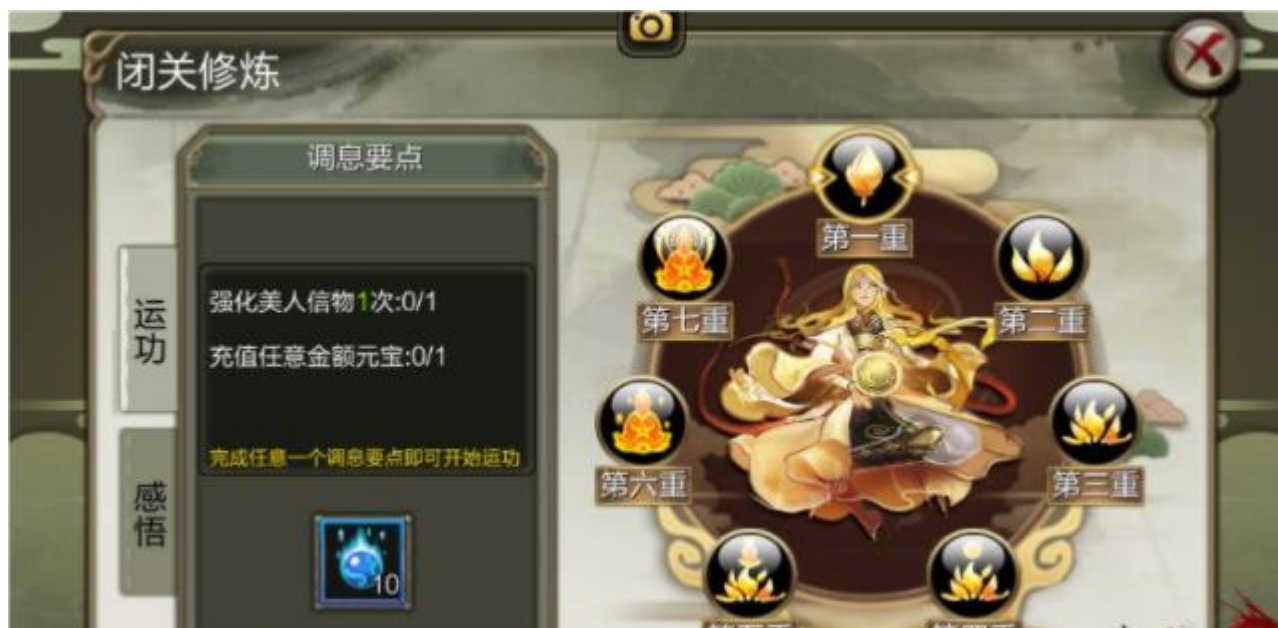 闭关修炼
调息要点
运功
感悟
强化美人信物1次:0/1
充值任意金额元宝:0/1
完成任意一个调息要点即可开始运功
10
第一重
第二重
第三重
第六重
第七重